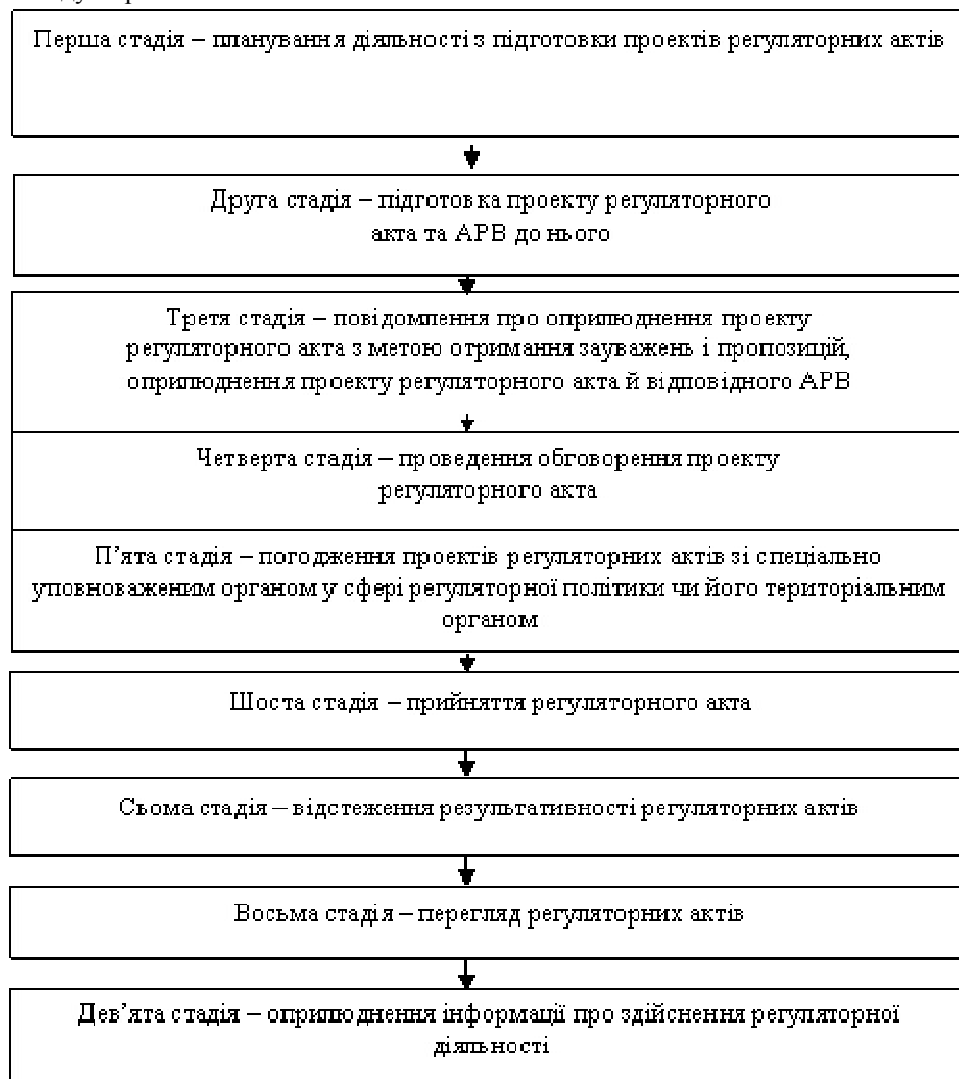 Перша стадія – планування діяльності з підготовки проектів регуляторних актів
Друга стадія – підготовка проекту регуляторного
акта та АРВ до нього
Третя стадія – повідомлення про оприлюднення проекту
регуляторного акта з метою отримання зауважень і пропозицій,
оприлюднення проекту регуляторного акта й відповідного АРВ
Четверта стадія – проведення обговорення проекту
регуляторного акта
П’ята стадія – погодження проектів регуляторних актів зі спеціально
уповноваженим органом у сфері регуляторної політики чи його територіальним
органом
Шоста стадія – прийняття регуляторного акта
Сьома стадія – відстеження результативності регуляторних актів
Восьма стадія – перегляд регуляторних актів
Дев’ята стадія – оприлюднення інформації про здійснення регуляторної
діяльності